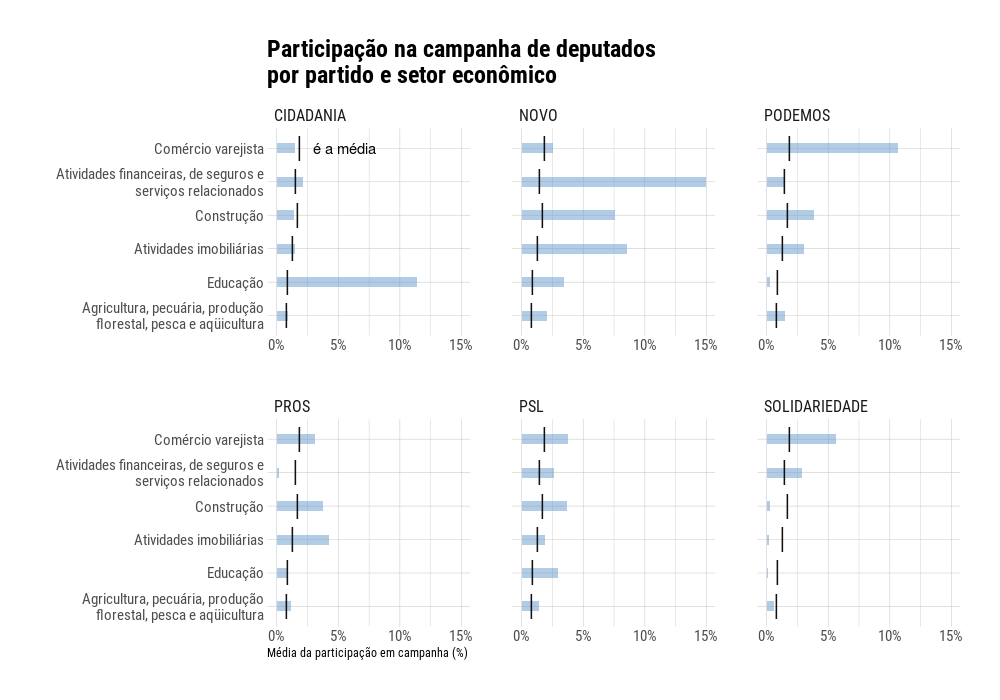 Participação na campanha de deputados
por partido e setor econômico
CIDADANIA
NOVO
PODEMOS
Comércio varejista
é a média
Atividades financeiras, de seguros e
serviços relacionados
Construção
Atividades imobiliárias
Educação
Agricultura, pecuária, produção
florestal, pesca e aqüicultura
0% 5% 10% 15%
0% 5% 10% 15%
0% 5% 10% 15%
PROS
PSL
SOLIDARIEDADE
Comércio varejista
Atividades financeiras, de seguros e
serviços relacionados
Construção
Atividades imobiliárias
Educação
Agricultura, pecuária, produção
florestal, pesca e aqüicultura
0% 5% 10% 15%
0% 5% 10% 15%
0% 5% 10% 15%
Média da participação em campanha (%)